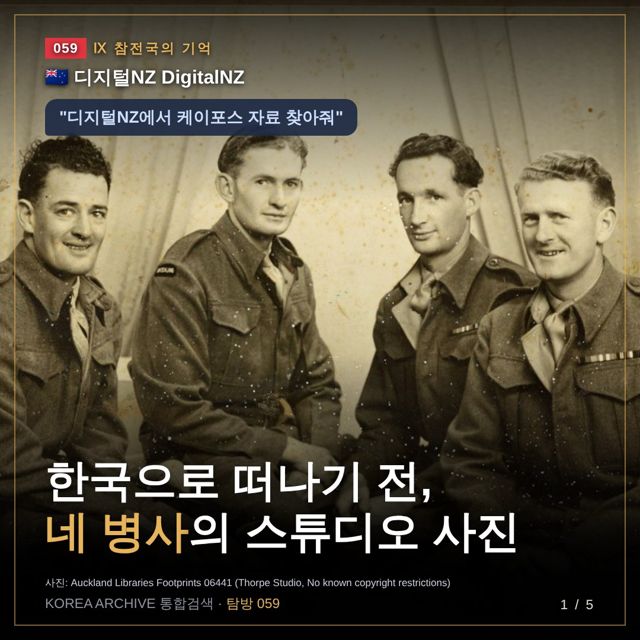 059 IX 참전국의 기억
디지털NZ DigitalNZ
"디지털NZ에서 케이포스 자료 찾아줘"
한국으로 떠나기 전,
네 병사의 스튜디오 사진
사진: Auckland Libraries Footprints 06441 (Thorpe Studio, No known copyright restrictions)
KOREA ARCHIVE 통합검색 · 탐방 059
1 / 5